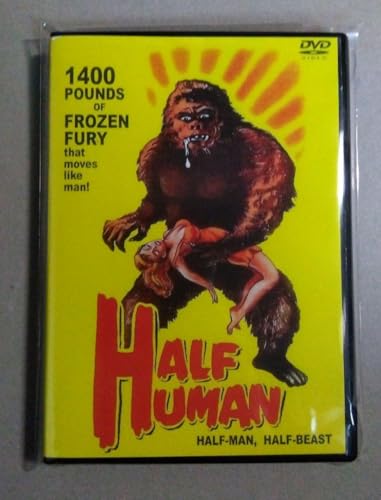 DVD
VIDEO
1400
POUNDS
OF
FROZEN
FURY
that
moves
like
man!
HALF
HUMAN
HALF-MAN, HALF-BEAST